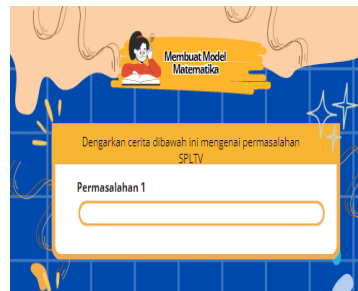 Membuat Model
Matematika
Dengarkan cerita dibawah ini mengenai permasalahan
SPLTV
Permasalahan 1